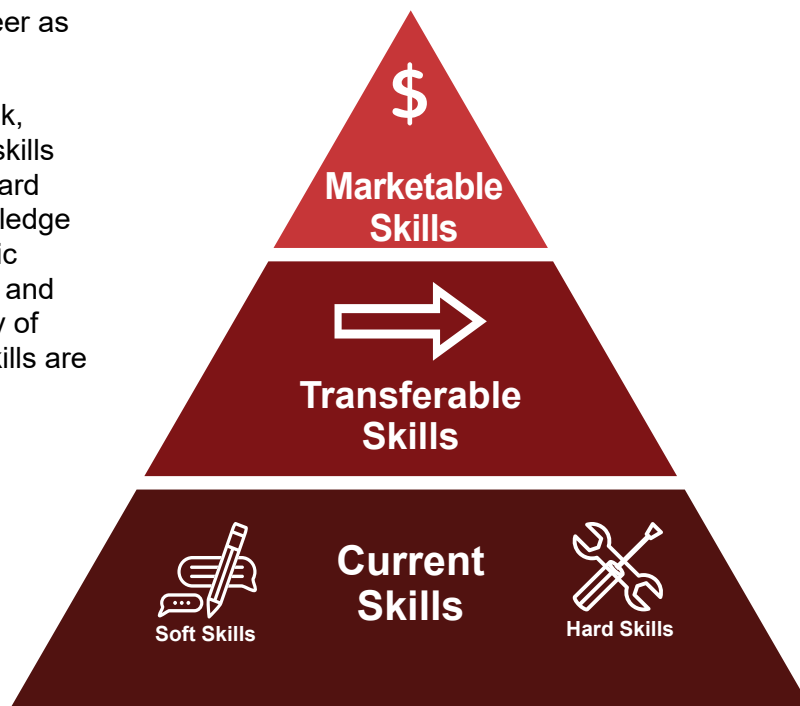 eer as
k,
skills
ard
ledge
ic
and
y of
kills are
$
Marketable
Skills
Transferable
Skills
Current
Skills
Soft Skills
Hard Skills